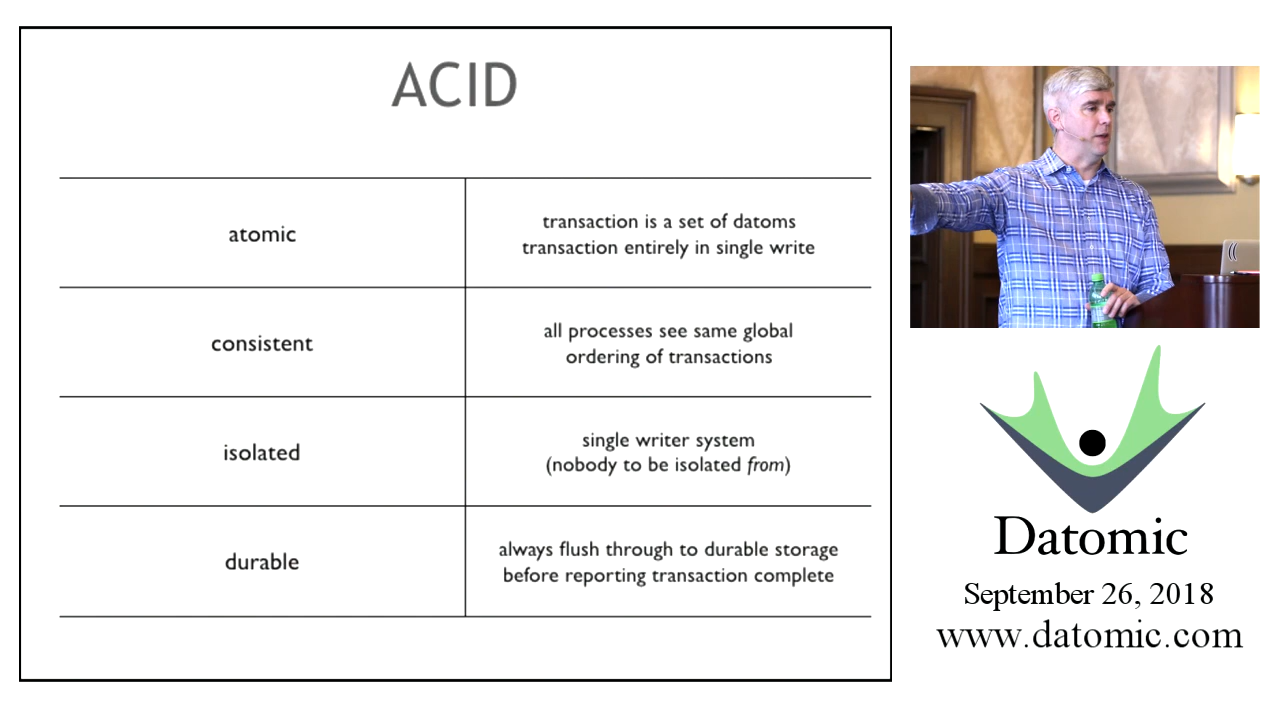 ACID
atomic
transaction is a set of datoms
transaction entirely in single write
consistent
all processes see same global
ordering of transactions
isolated
single writer system
(nobody to be isolated from)
durable
always flush through to durable storage
before reporting transaction complete
Datomic
September 26, 2018
www.datomic.com